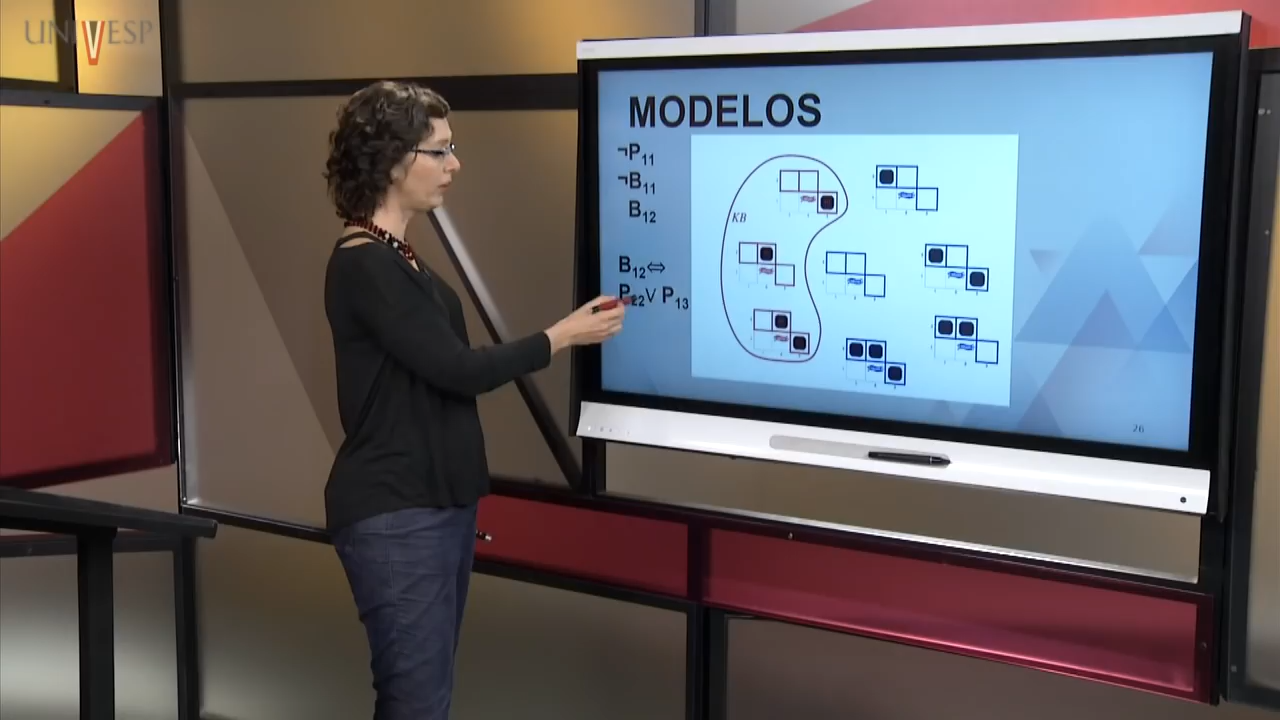 UNIVESP
MODELOS
¬P₁₁
¬B₁₁
B₁₂
B₁₂⇔
P₂₂∨ P₁₃
KB
26